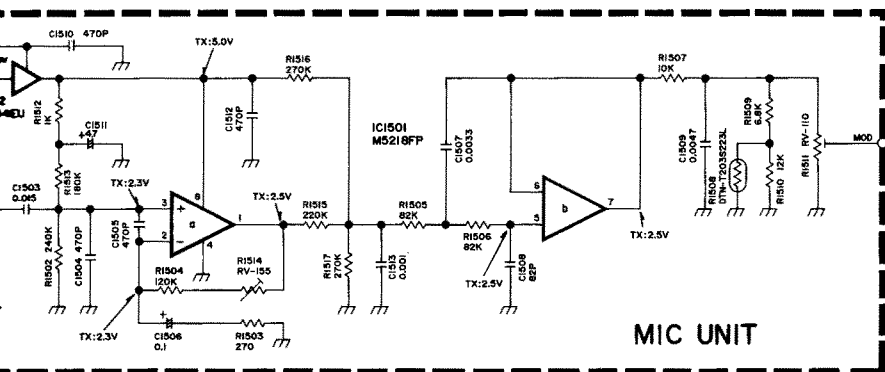 C1510 470P
TX:5.0V
R1516
270K
R1507
10K
R1512
1K
C1511
4.7
C1512
470P
IC1501
M5218FP
C1507
0.0033
C1509
0.0047
R1508
DTN-T203S223L
R1509
6.8K
R1510 12K
R1511 RV-110
MOD
R1513
180K
C1503
0.015
TX:2.3V
3
8
+
a
1
2
−
4
C1505
470P
TX:2.5V
R1515
220K
R1505
82K
6
b
7
5
R1506
82K
TX:2.5V
TX:2.5V
C1508
82P
R1502 240K
C1504 470P
R1504
120K
R1514
RV-155
R1517
270K
C1513
0.001
TX:2.3V
+
C1506
0.1
R1503
270
MIC UNIT